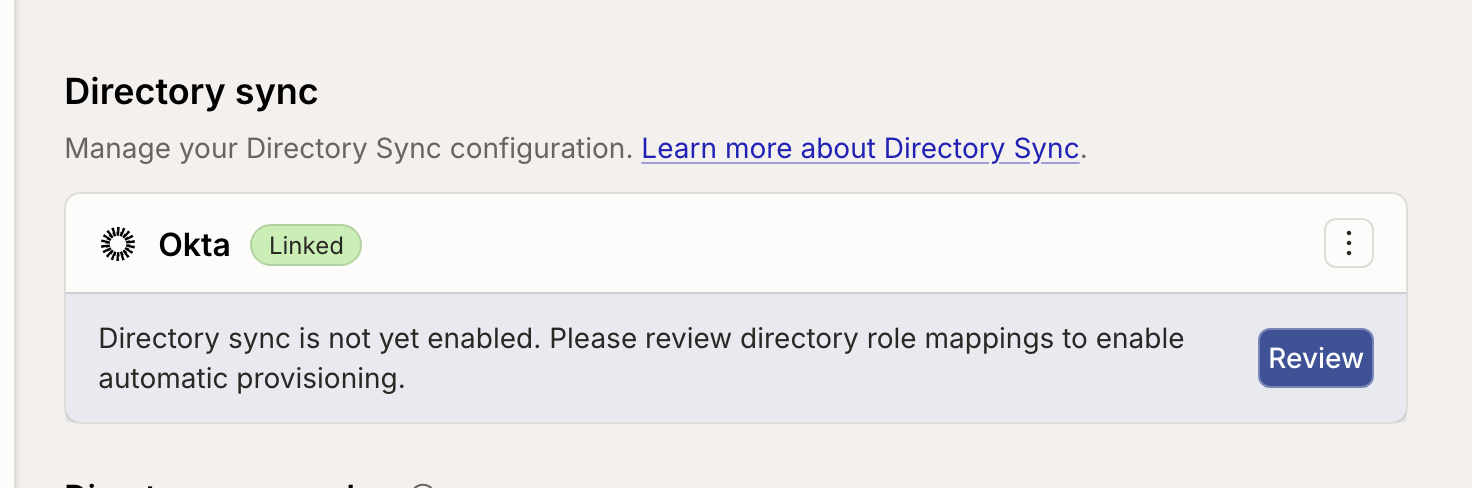 Directory sync
Manage your Directory Sync configuration. Learn more about Directory Sync.
Okta Linked
Directory sync is not yet enabled. Please review directory role mappings to enable
automatic provisioning.
Review